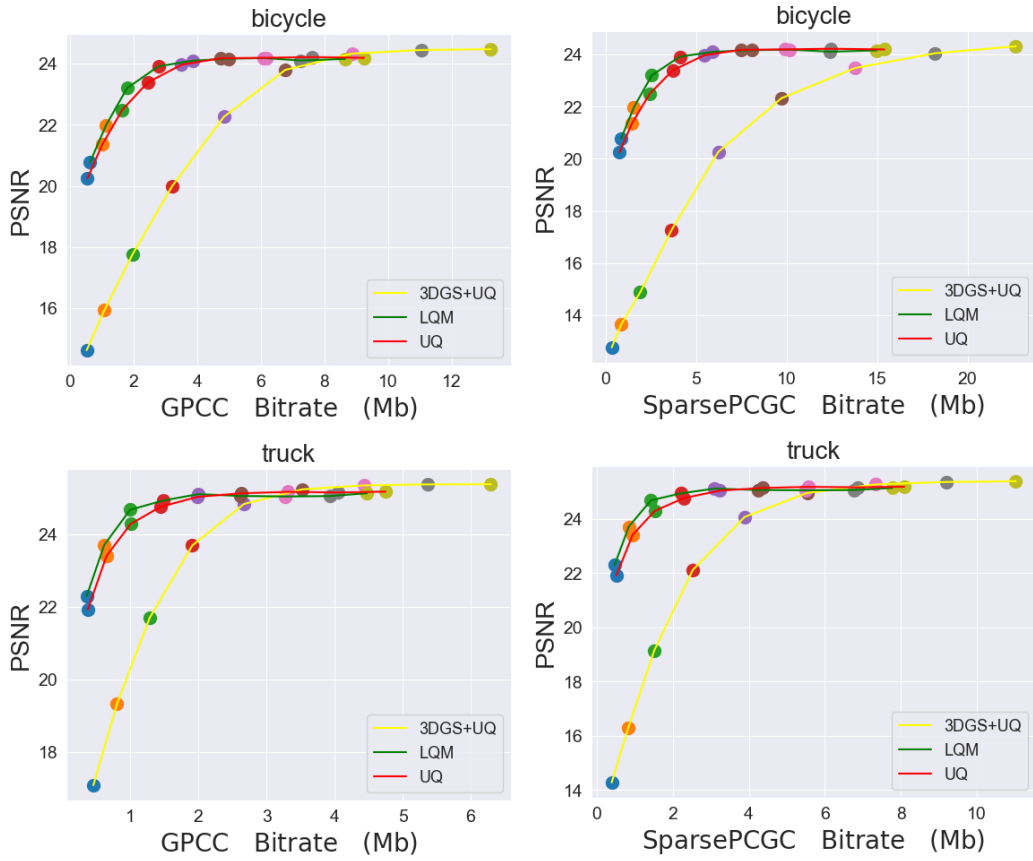 bicycle
PSNR
24
22
20
18
16
0 2 4 6 8 10 12
GPCC Bitrate (Mb)
3DGS+UQ
LQM
UQ
bicycle
PSNR
24
22
20
18
16
14
0 5 10 15 20
SparsePCGC Bitrate (Mb)
3DGS+UQ
LQM
UQ
truck
PSNR
24
22
20
18
1 2 3 4 5 6
GPCC Bitrate (Mb)
3DGS+UQ
LQM
UQ
truck
PSNR
24
22
20
18
16
14
0 2 4 6 8 10
SparsePCGC Bitrate (Mb)
3DGS+UQ
LQM
UQ